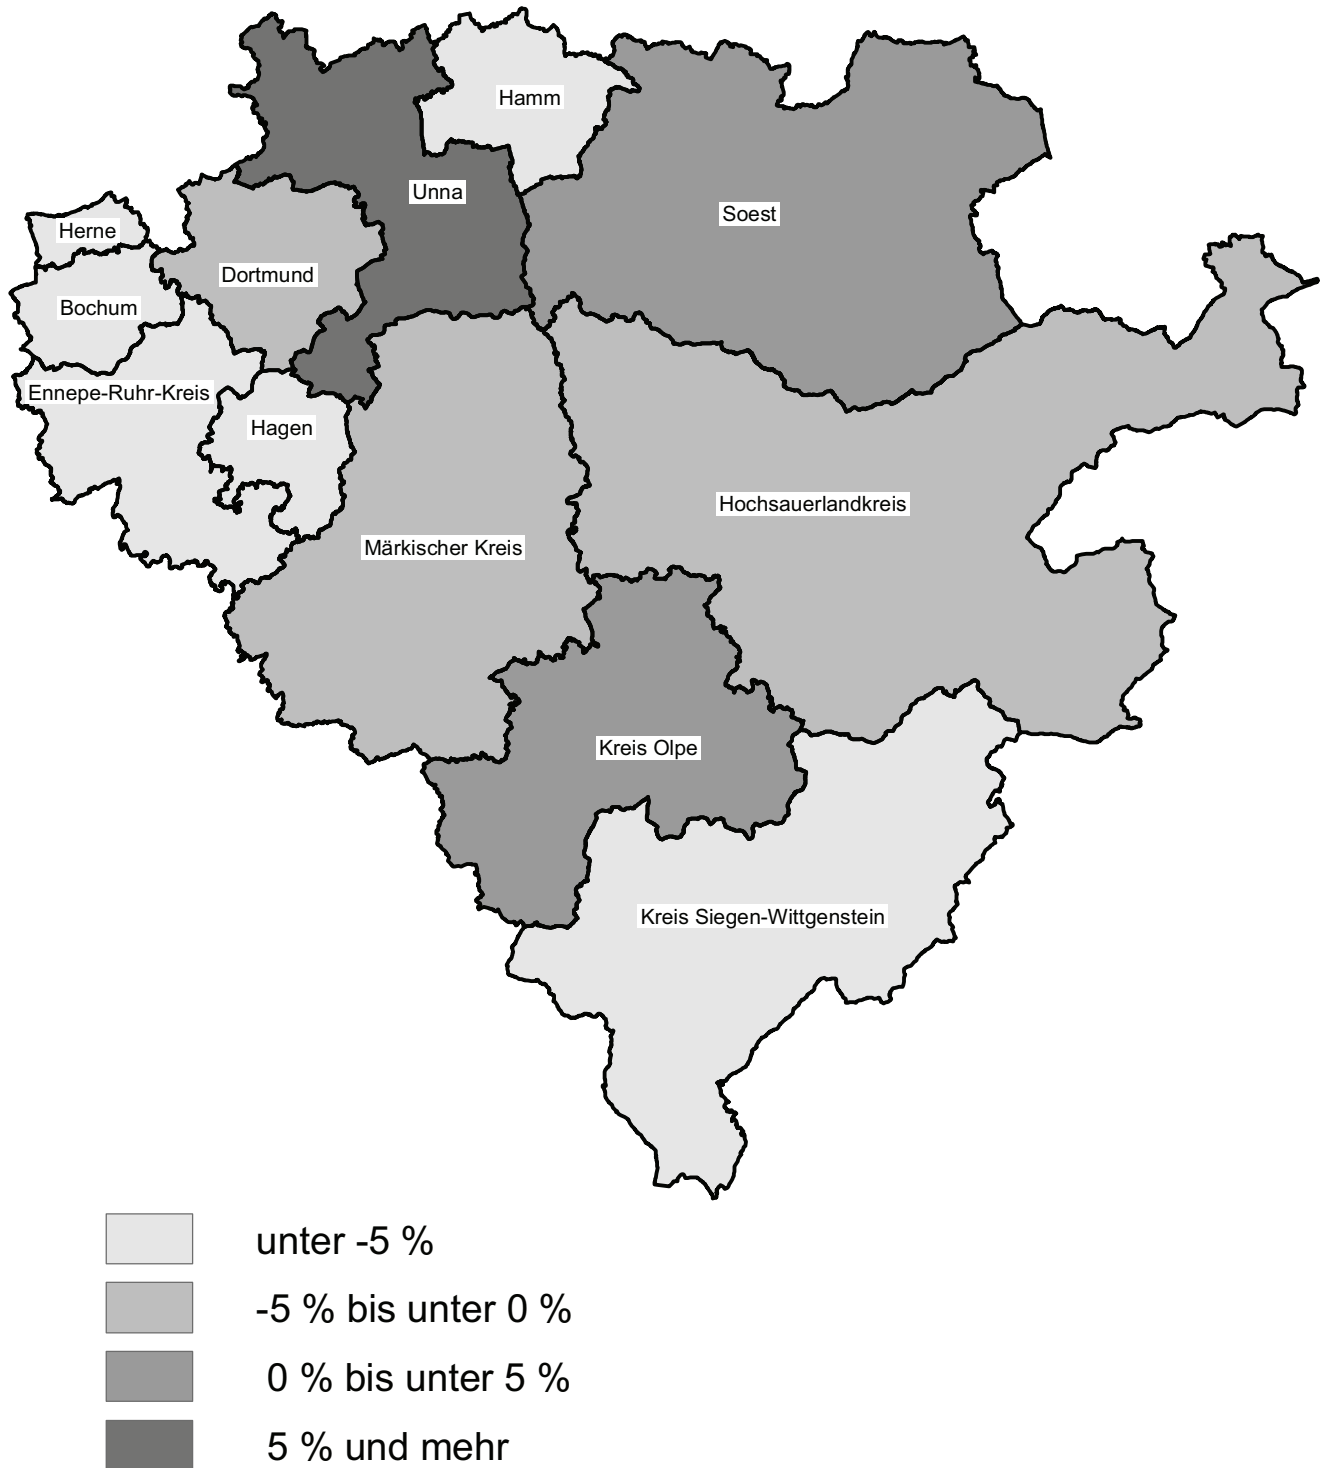 Hamm
Unna
Soest
Herne
Dortmund
Bochum
Ennepe-Ruhr-Kreis
Hagen
Hochsauerlandkreis
Märkischer Kreis
Kreis Olpe
Kreis Siegen-Wittgenstein
unter -5 %
-5 % bis unter 0 %
0 % bis unter 5 %
5 % und mehr